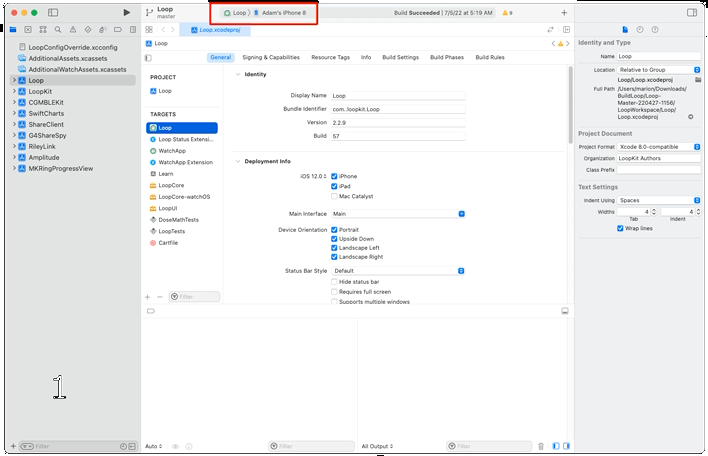 Loop
master
Loop 〉 Adam's iPhone 8
Build Succeeded | 7/5/22 at 5:19 AM
9
Loop.xcodeproj
Loop
LoopConfigOverride.xcconfig
AdditionalAssets.xcassets
AdditionalWatchAssets.xcassets
Loop
LoopKit
CGMBLEKit
SwiftCharts
ShareClient
G4ShareSpy
RileyLink
Amplitude
MKRingProgressView
1
Filter
PROJECT
Loop
TARGETS
Loop
Loop Status Extensi...
WatchApp
WatchApp Extension
Learn
LoopCore
LoopCore-watchOS
LoopUI
DoseMathTests
LoopTests
Cartfile
Filter
General Signing & Capabilities Resource Tags Info Build Settings Build Phases Build Rules
Identity
Display Name Loop
Bundle Identifier com..loopkit.Loop
Version 2.2.9
Build 57
Deployment Info
iOS 12.0 iPhone
iPad
Mac Catalyst
Main Interface Main
Device Orientation Portrait
Upside Down
Landscape Left
Landscape Right
Status Bar Style Default
Hide status bar
Requires full screen
Supports multiple windows
Auto
Filter
All Output
Filter
Identity and Type
Name Loop
Location Relative to Group
Loop/Loop.xcodeproj
Full Path /Users/marion/Downloads/
BuildLoop/Loop-
Master-220427-1156/
LoopWorkspace/Loop/
Loop.xcodeproj
Project Document
Project Format Xcode 8.0-compatible
Organization LoopKit Authors
Class Prefix
Text Settings
Indent Using Spaces
Widths 4 4
Tab Indent
Wrap lines